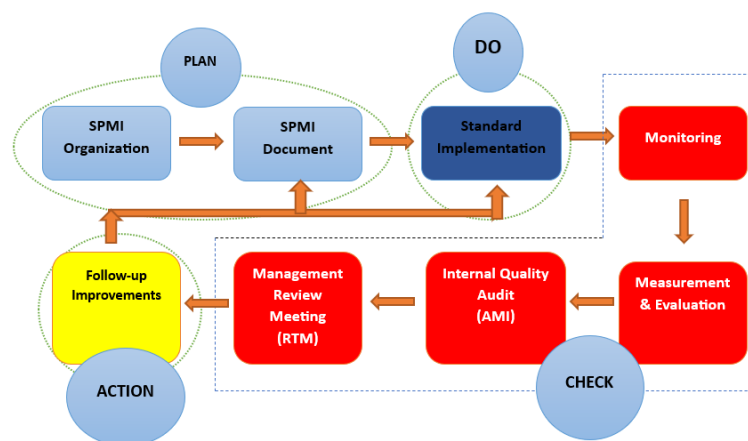 PLAN
DO
SPMI
Organization
SPMI
Document
Standard
Implementation
Monitoring
Follow-up
Improvements
Management
Review
Meeting
(RTM)
Internal Quality
Audit
(AMI)
Measurement
& Evaluation
ACTION
CHECK